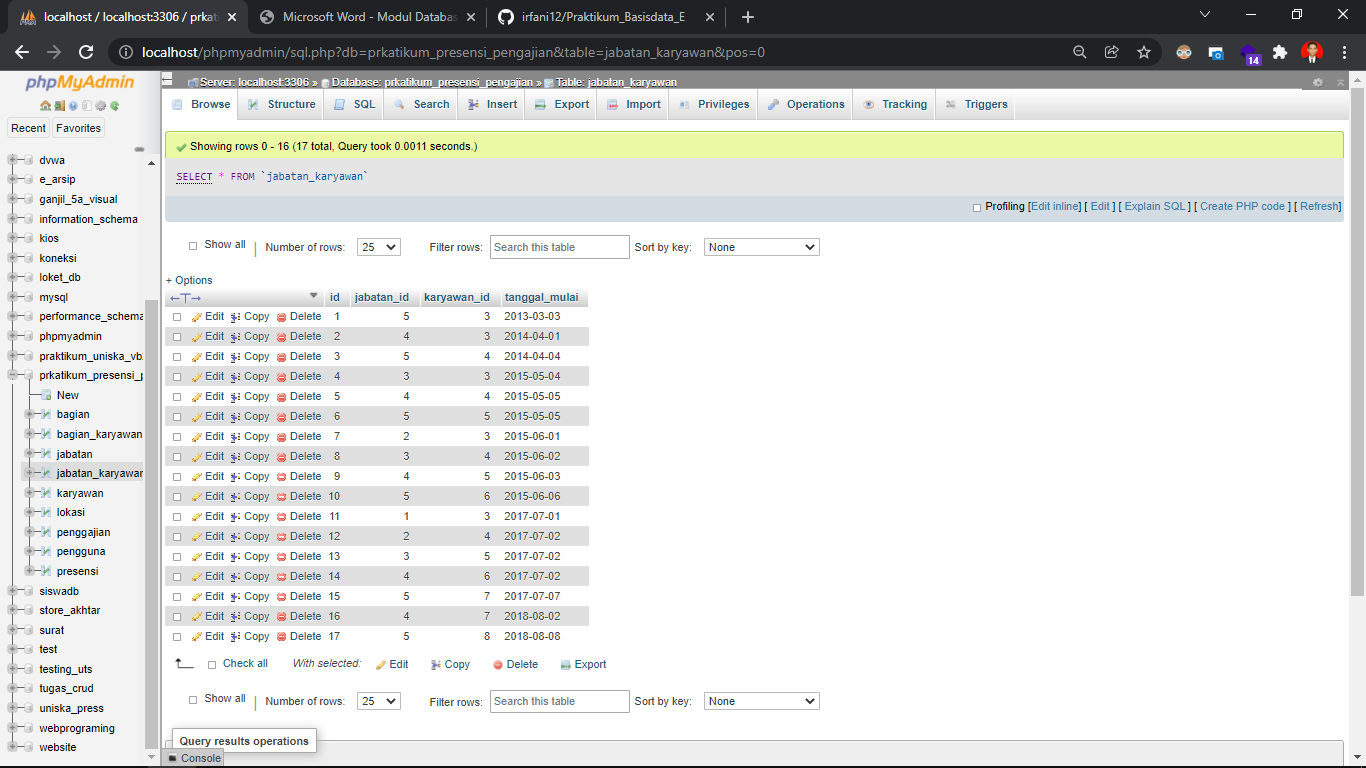 localhost / localhost:3306 / prka
Microsoft Word - Modul Databas
irfani12/Praktikum_Basisdata_E
localhost/phpmyadmin/sql.php?db=prkatikum_presensi_pengajian&table=jabatan_karyawan&pos=0
14
phpMyAdmin
Recent Favorites
dvwa
e_arsip
ganjil_5a_visual
information_schema
kios
koneksi
loket_db
mysql
performance_schema
phpmyadmin
praktikum_uniska_vb
prkatikum_presensi_p
New
bagian
bagian_karyawan
jabatan
jabatan_karyawan
karyawan
lokasi
penggajian
pengguna
presensi
siswadb
store_akhtar
surat
test
testing_uts
tugas_crud
uniska_press
webprograming
website
Server: localhost:3306 » Database: prkatikum_presensi_pengajian » Table: jabatan_karyawan
Browse Structure SQL Search Insert Export Import Privileges Operations Tracking Triggers
Showing rows 0 - 16 (17 total, Query took 0.0011 seconds.)
SELECT * FROM `jabatan_karyawan`
Profiling [Edit inline] [ Edit ] [ Explain SQL ] [ Create PHP code ] [ Refresh]
Show all | Number of rows: 25 Filter rows: Search this table Sort by key: None
+ Options
←T→ id jabatan_id karyawan_id tanggal_mulai
Edit Copy Delete 1 5 3 2013-03-03
Edit Copy Delete 2 4 3 2014-04-01
Edit Copy Delete 3 5 4 2014-04-04
Edit Copy Delete 4 3 3 2015-05-04
Edit Copy Delete 5 4 4 2015-05-05
Edit Copy Delete 6 5 5 2015-05-05
Edit Copy Delete 7 2 3 2015-06-01
Edit Copy Delete 8 3 4 2015-06-02
Edit Copy Delete 9 4 5 2015-06-03
Edit Copy Delete 10 5 6 2015-06-06
Edit Copy Delete 11 1 3 2017-07-01
Edit Copy Delete 12 2 4 2017-07-02
Edit Copy Delete 13 3 5 2017-07-02
Edit Copy Delete 14 4 6 2017-07-02
Edit Copy Delete 15 5 7 2017-07-07
Edit Copy Delete 16 4 7 2018-08-02
Edit Copy Delete 17 5 8 2018-08-08
Check all With selected: Edit Copy Delete Export
Show all | Number of rows: 25 Filter rows: Search this table Sort by key: None
Query results operations
Console